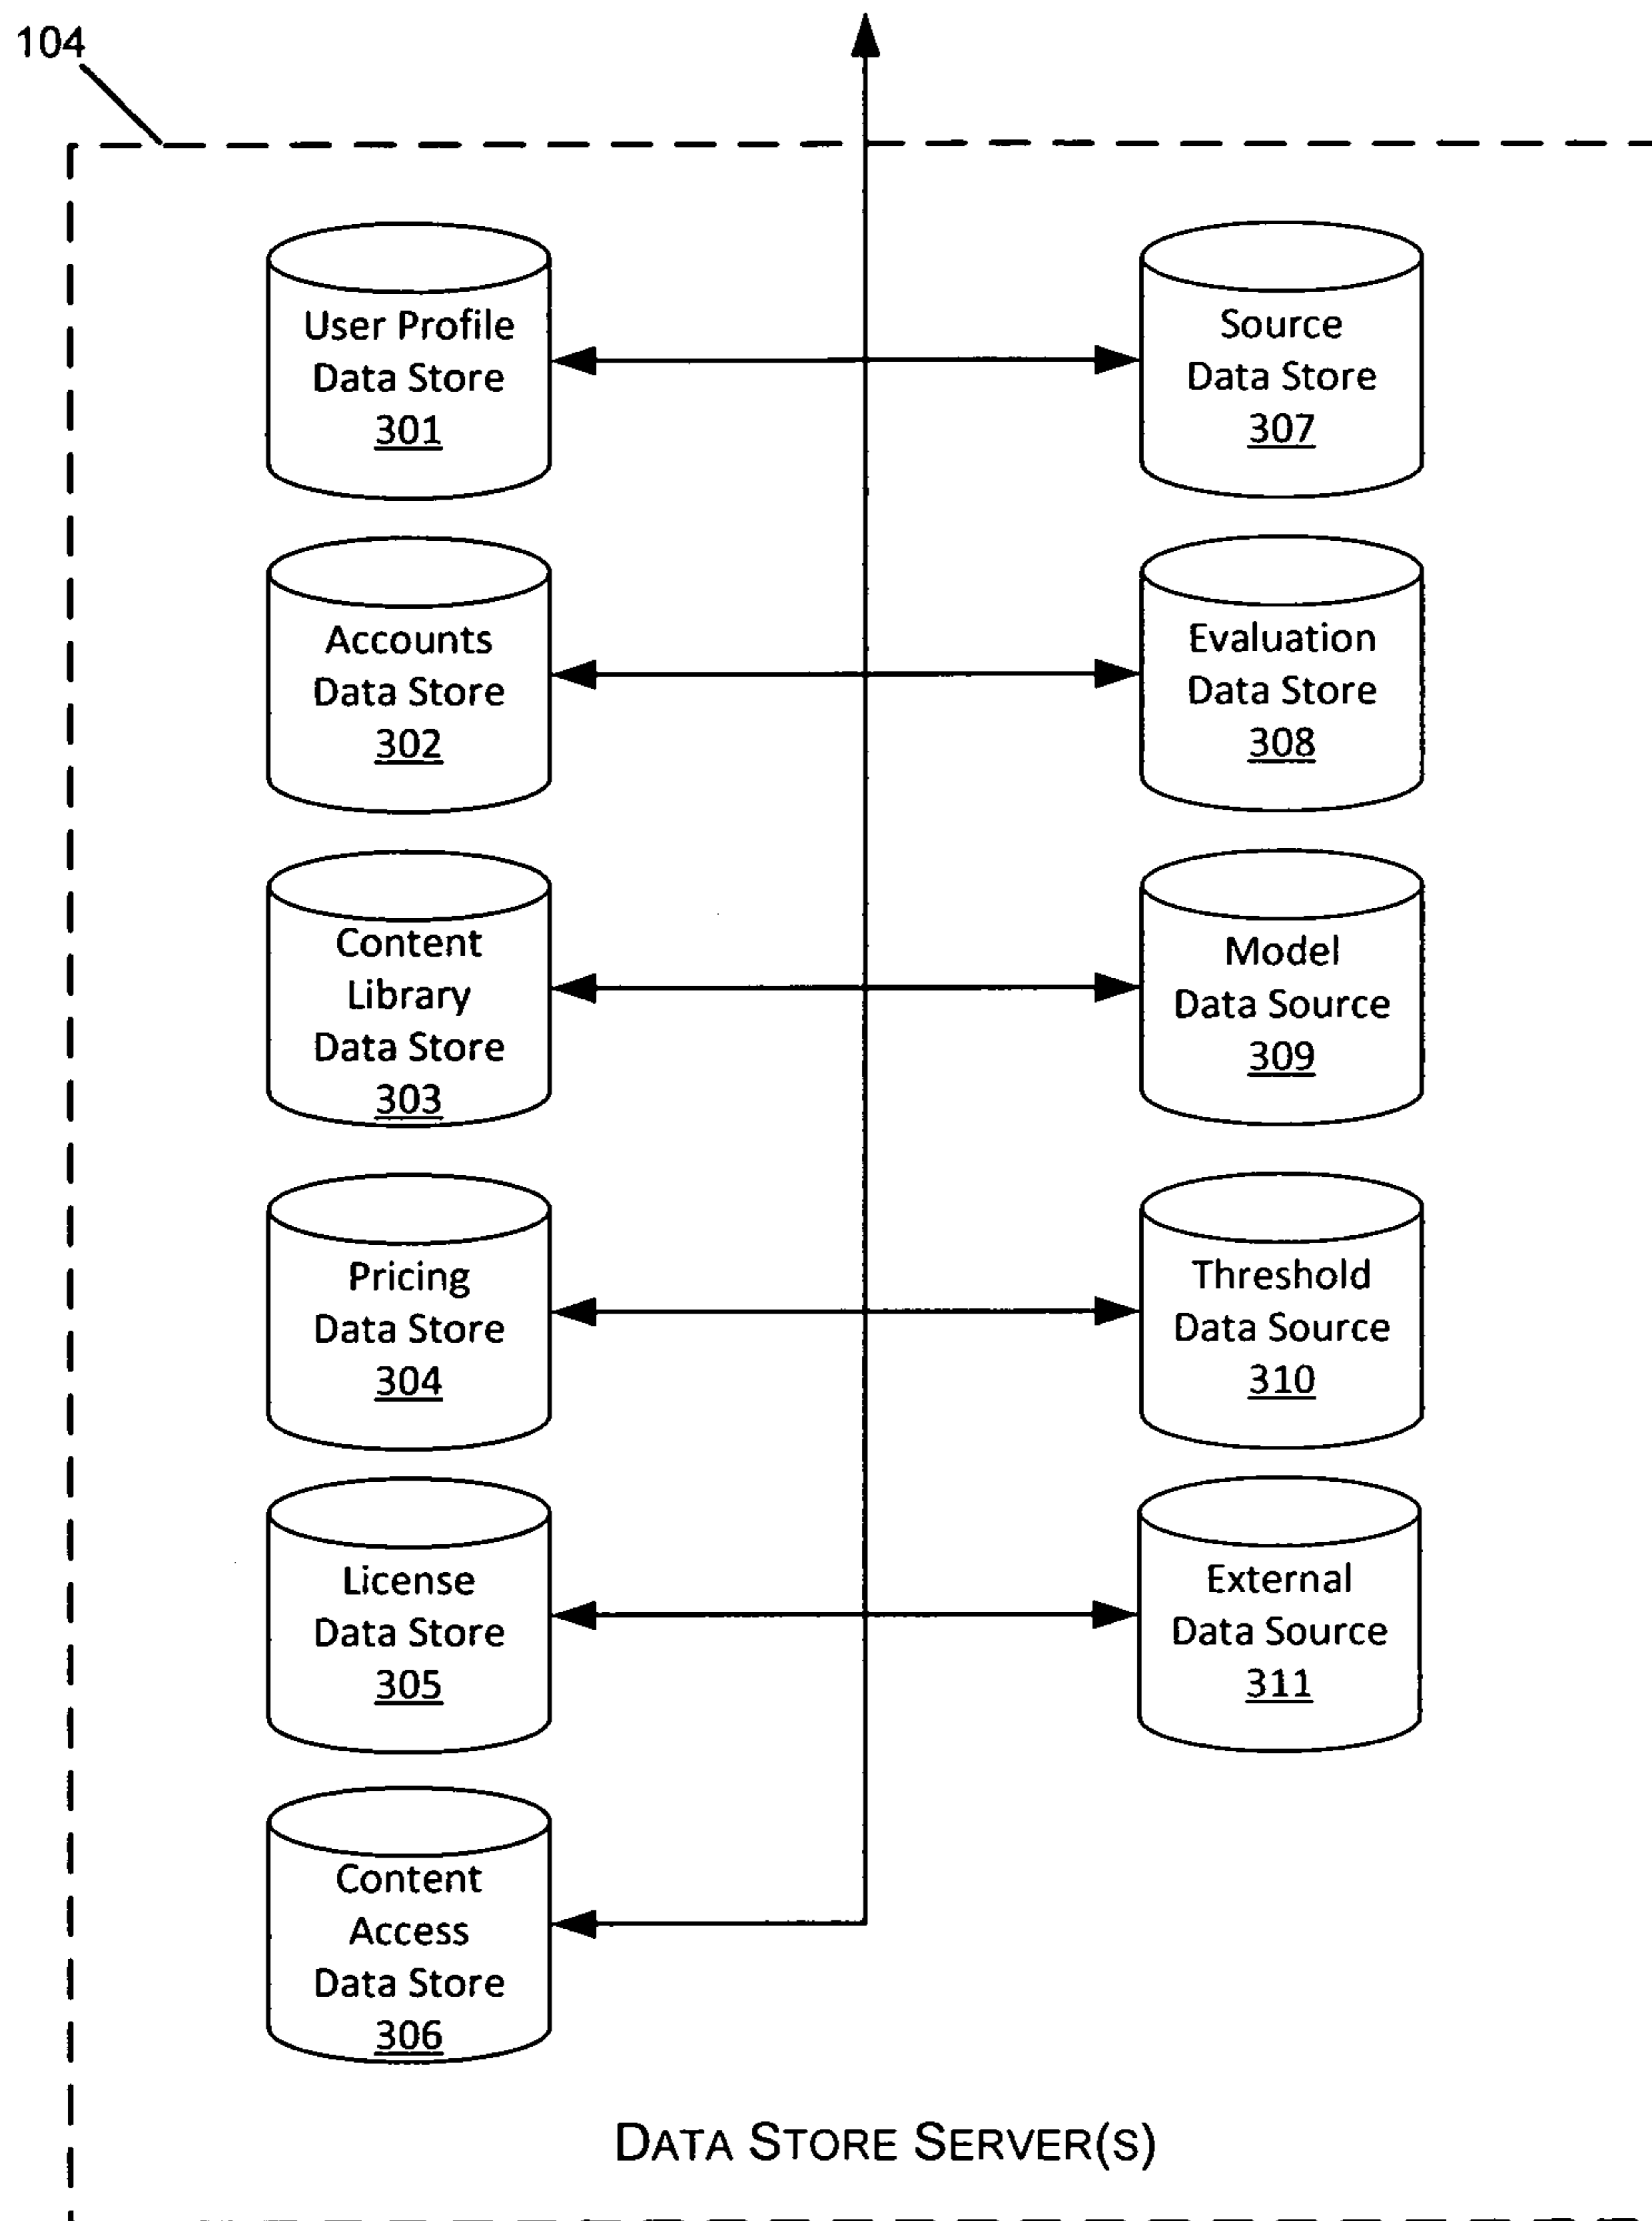 104
User Profile
Data Store
301
Source
Data Store
307
Accounts
Data Store
302
Evaluation
Data Store
308
Content
Library
Data Store
303
Model
Data Source
309
Pricing
Data Store
304
Threshold
Data Source
310
License
Data Store
305
External
Data Source
311
Content
Access
Data Store
306
DATA STORE SERVER(S)